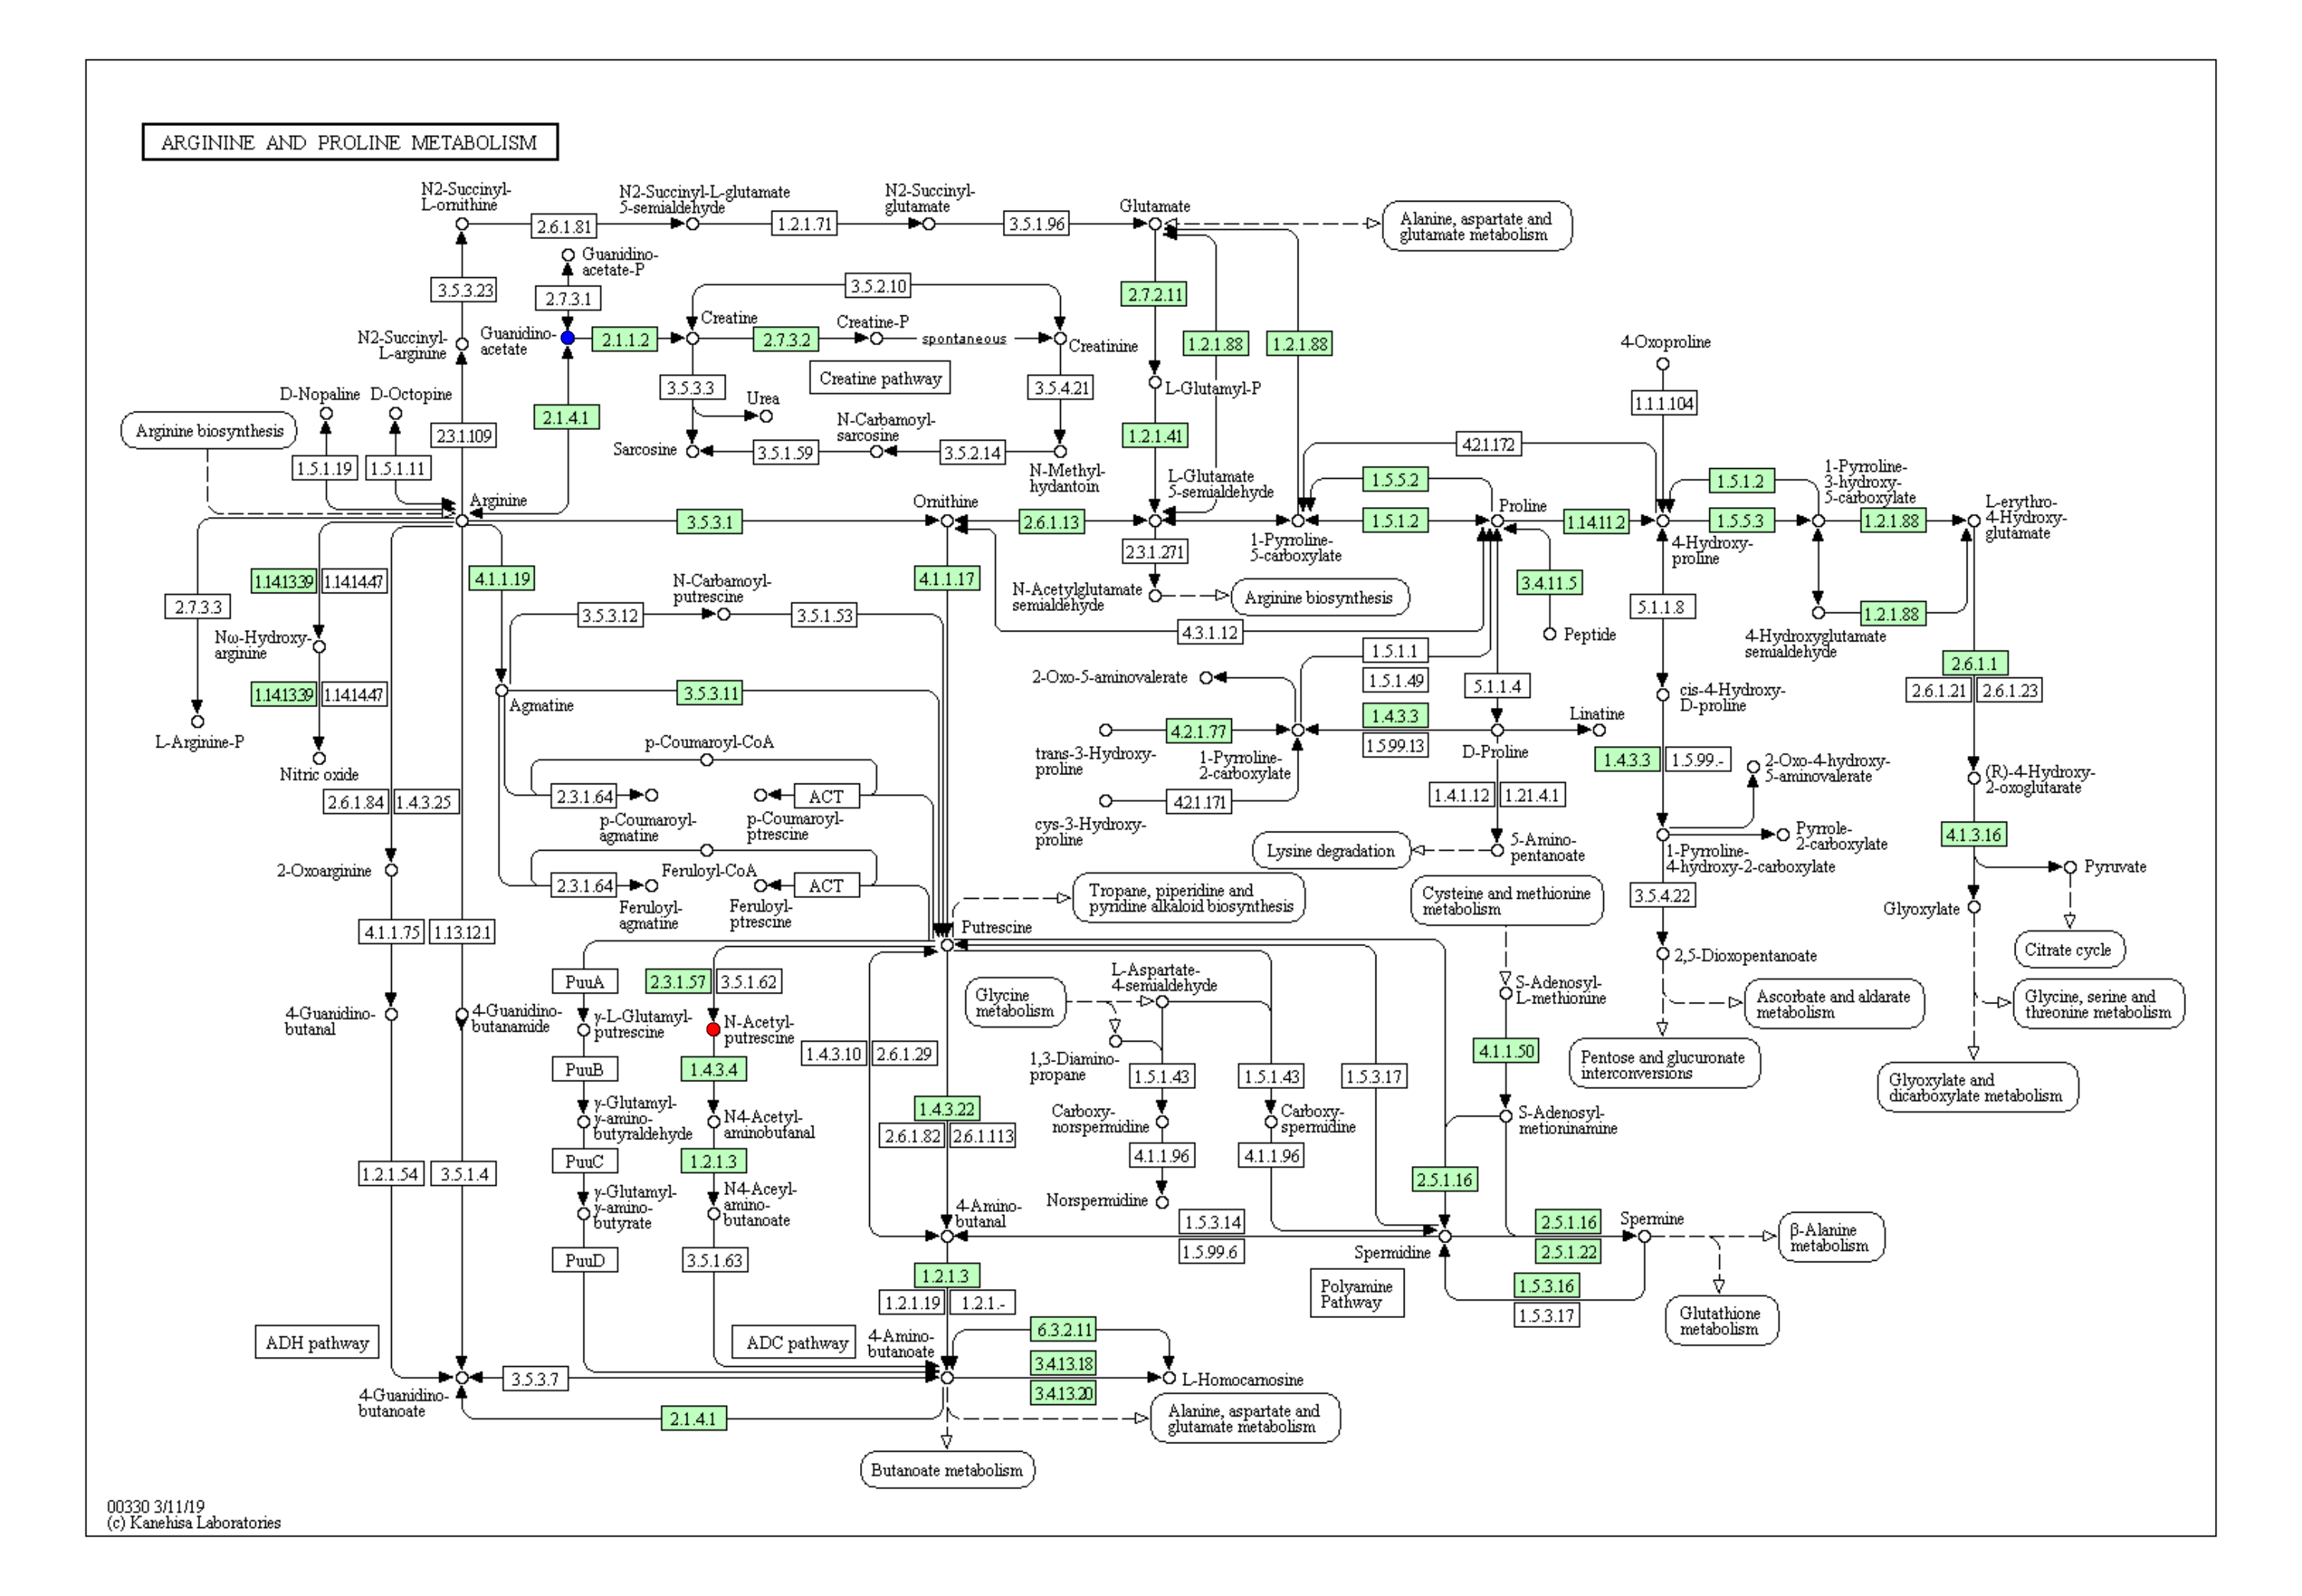 ARGININE AND PROLINE METABOLISM
N2-Succinyl-
L-ornithine
N2-Succinyl-L-glutamate
5-semialdehyde
N2-Succinyl-
glutamate
Glutamate
2.6.1.81
1.2.1.71
3.5.1.96
Alanine, aspartate and
glutamate metabolism
Guanidino-
acetate-P
3.5.3.23
2.7.3.1
3.5.2.10
2.7.2.11
N2-Succinyl-
L-arginine
Guanidino-
acetate
2.1.1.2
Creatine
2.7.3.2
Creatine-P
spontaneous
Creatinine
1.2.1.88
1.2.1.88
4-Oxoproline
Creatine pathway
3.5.3.3
3.5.4.21
L-Glutamyl-P
1.1.1.104
D-Nopaline
D-Octopine
2.1.4.1
Urea
Arginine biosynthesis
2.3.1.109
N-Carbamoyl-
sarcosine
1.2.1.41
4.2.1.172
Sarcosine
3.5.1.59
3.5.2.14
1.5.1.19
1.5.1.11
N-Methyl-
hydantoin
L-Glutamate
5-semialdehyde
1.5.5.2
1.5.1.2
1-Pyrroline-
3-hydroxy-
5-carboxylate
Arginine
Ornithine
Proline
L-erythro-
4-Hydroxy-
glutamate
3.5.3.1
2.6.1.13
1.5.1.2
1.14.11.2
1.5.5.3
1.2.1.88
1-Pyrroline-
5-carboxylate
4-Hydroxy-
proline
2.3.1.271
1.14.13.39
1.14.14.47
4.1.1.19
N-Carbamoyl-
putrescine
4.1.1.17
N-Acetylglutamate
semialdehyde
Arginine biosynthesis
3.4.11.5
2.7.3.3
3.5.3.12
3.5.1.53
5.1.1.8
1.2.1.88
4.3.1.12
Peptide
Nω-Hydroxy-
arginine
4-Hydroxyglutamate
semialdehyde
1.5.1.1
2.6.1.1
2-Oxo-5-aminovalerate
1.5.1.49
5.1.1.4
1.14.13.39
1.14.14.47
3.5.3.11
Agmatine
cis-4-Hydroxy-
D-proline
2.6.1.21
2.6.1.23
1.4.3.3
Linatine
L-Arginine-P
p-Coumaroyl-CoA
4.2.1.77
1.5.99.13
D-Proline
trans-3-Hydroxy-
proline
1-Pyrroline-
2-carboxylate
1.4.3.3
1.5.99.-
2-Oxo-4-hydroxy-
5-aminovalerate
Nitric oxide
(R)-4-Hydroxy-
2-oxoglutarate
2.6.1.84
1.4.3.25
2.3.1.64
ACT
4.2.1.171
1.4.1.12
1.21.4.1
p-Coumaroyl-
agmatine
p-Coumaroyl-
ptrescine
cys-3-Hydroxy-
proline
Pyrrole-
2-carboxylate
4.1.3.16
Lysine degradation
5-Amino-
pentanoate
1-Pyrroline-
4-hydroxy-2-carboxylate
Pyruvate
2-Oxoarginine
Feruloyl-CoA
2.3.1.64
ACT
Feruloyl-
agmatine
Feruloyl-
ptrescine
Tropane, piperidine and
pyridine alkaloid biosynthesis
Cysteine and methionine
metabolism
3.5.4.22
Glyoxylate
4.1.1.75
1.13.12.1
Putrescine
2,5-Dioxopentanoate
Citrate cycle
PuuA
2.3.1.57
3.5.1.62
Glycine
metabolism
L-Aspartate-
4-semialdehyde
S-Adenosyl-
L-methionine
Ascorbate and aldarate
metabolism
Glycine, serine and
threonine metabolism
4-Guanidino-
butanal
4-Guanidino-
butanamide
γ-L-Glutamyl-
putrescine
N-Acetyl-
putrescine
1.4.3.10
2.6.1.29
1,3-Diamino-
propane
4.1.1.50
Pentose and glucuronate
interconversions
PuuB
1.4.3.4
1.5.1.43
1.5.1.43
1.5.3.17
Glyoxylate and
dicarboxylate metabolism
γ-Glutamyl-
γ-amino-
butyraldehyde
N4-Acetyl-
aminobutanal
1.4.3.22
Carboxy-
norspermidine
Carboxy-
spermidine
S-Adenosyl-
metioninamine
2.6.1.82
2.6.1.113
4.1.1.96
4.1.1.96
PuuC
1.2.1.3
1.2.1.54
3.5.1.4
2.5.1.16
γ-Glutamyl-
γ-amino-
butyrate
N4-Aceyl-
amino-
butanoate
Norspermidine
4-Amino-
butanal
1.5.3.14
2.5.1.16
Spermine
β-Alanine
metabolism
PuuD
3.5.1.63
1.5.99.6
Spermidine
2.5.1.22
1.2.1.3
1.5.3.16
Polyamine
Pathway
1.2.1.19
1.2.1.-
1.5.3.17
Glutathione
metabolism
ADH pathway
ADC pathway
4-Amino-
butanoate
6.3.2.11
3.4.13.18
3.5.3.7
L-Homocarnosine
3.4.13.20
4-Guanidino-
butanoate
2.1.4.1
Alanine, aspartate and
glutamate metabolism
Butanoate metabolism
00330 3/11/19
(c) Kanehisa Laboratories